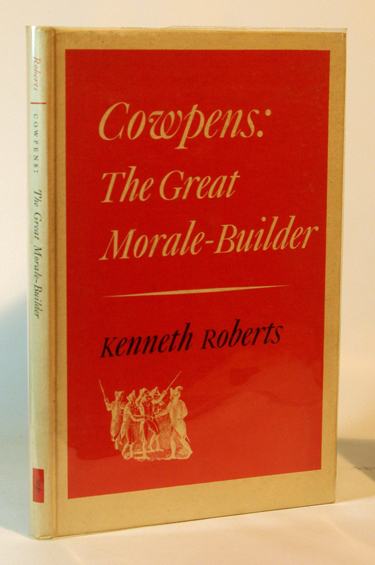 Roberts
COWPENS:
The Great Morale-Builder
Cowpens:
The Great
Morale-Builder
Kenneth Roberts